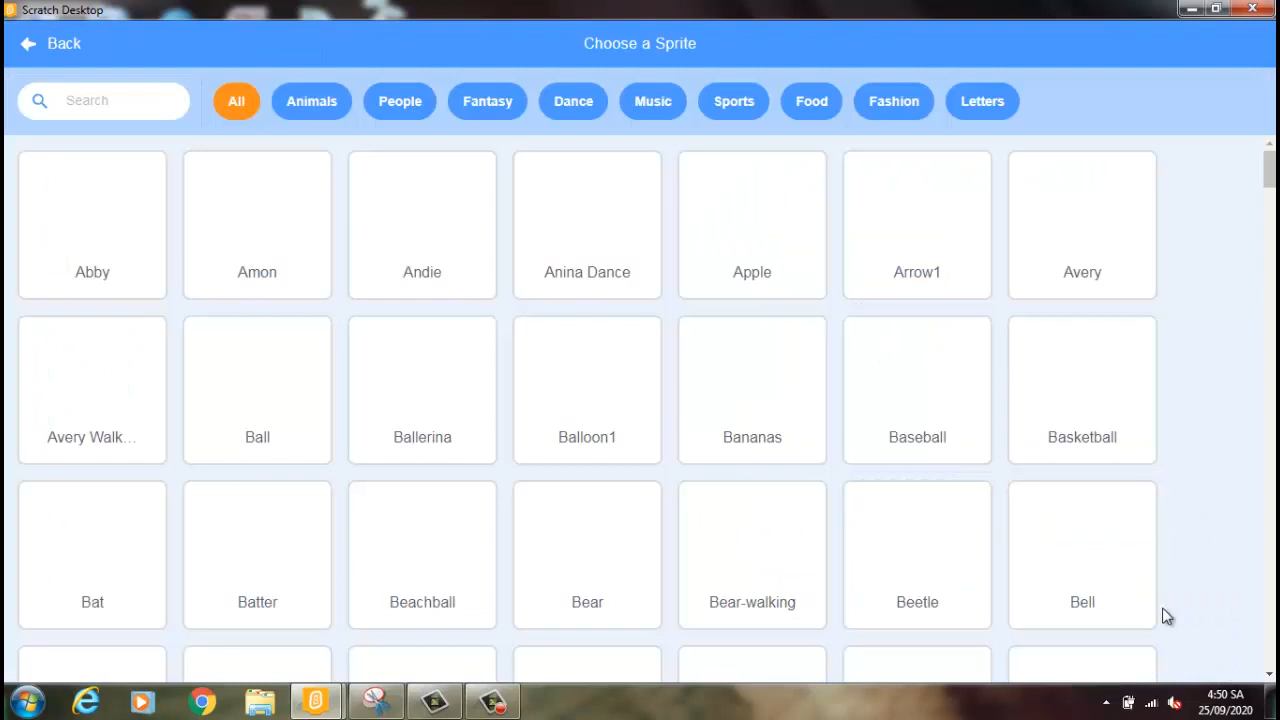 Scratch Desktop
Back
Choose a Sprite
Search
All
Animals
People
Fantasy
Dance
Music
Sports
Food
Fashion
Letters
Abby
Amon
Andie
Anina Dance
Apple
Arrow1
Avery
Avery Walk...
Ball
Ballerina
Balloon1
Bananas
Baseball
Basketball
Bat
Batter
Beachball
Bear
Bear-walking
Beetle
Bell
4:50 SA
25/09/2020